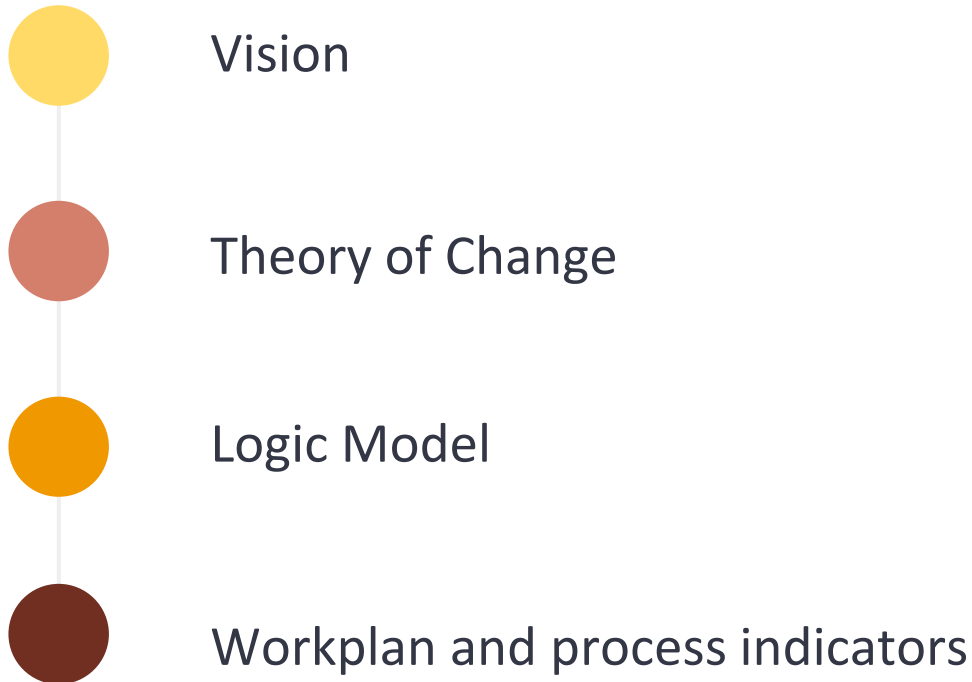 Vision
Theory of Change
Logic Model
Workplan and process indicators